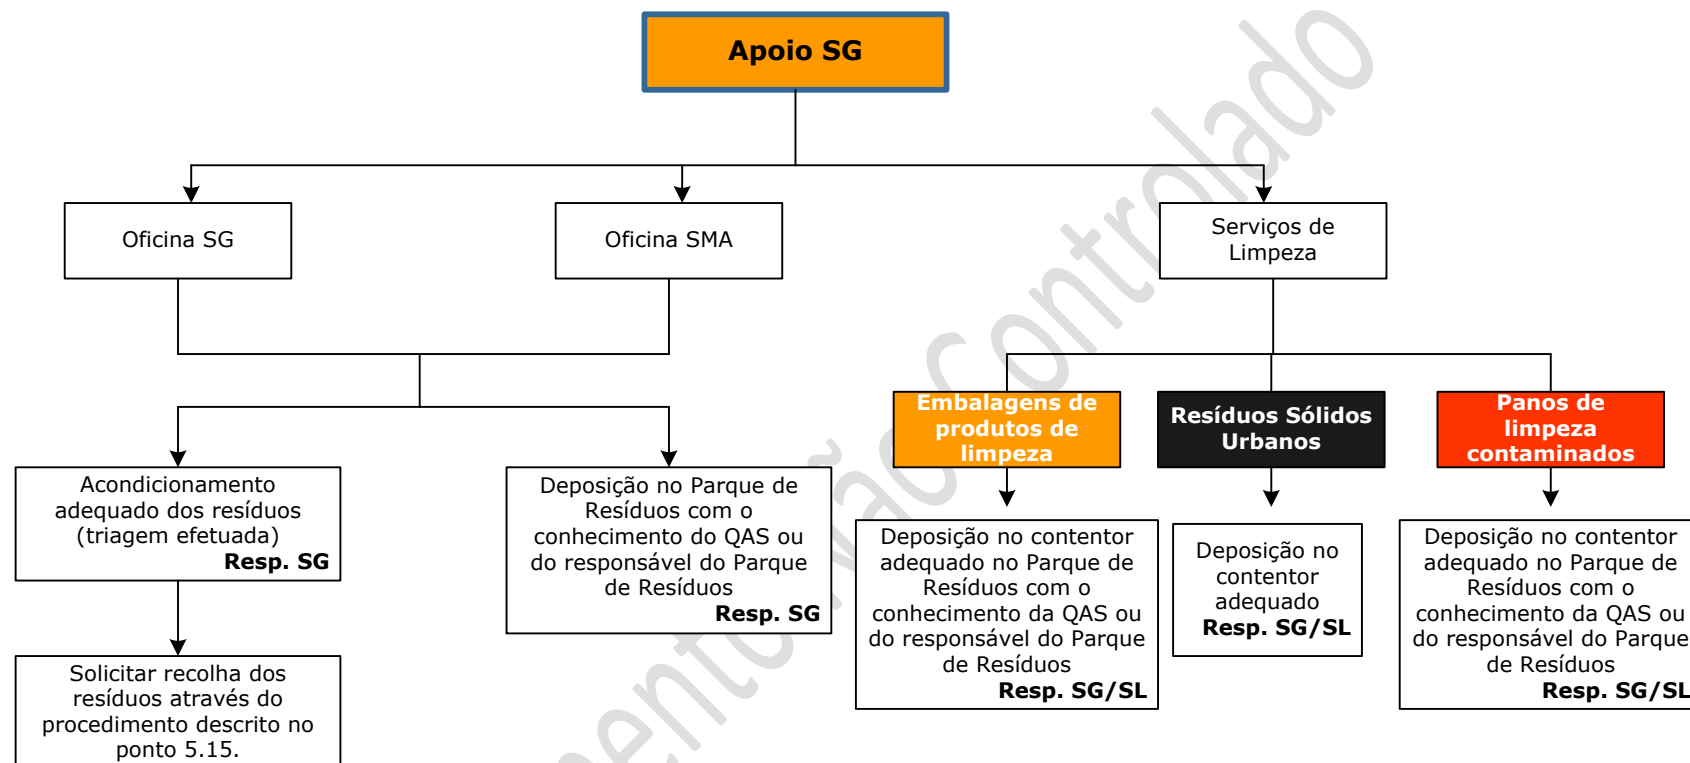 Apoio SG
Oficina SG
Oficina SMA
Serviços de
Limpeza
Embalagens de
produtos de
limpeza
Resíduos Sólidos
Urbanos
Panos de
limpeza
contaminados
Acondicionamento
adequado dos resíduos
(triagem efetuada)
Resp. SG
Deposição no Parque de
Resíduos com o
conhecimento do QAS ou
do responsável do Parque
de Resíduos
Resp. SG
Deposição no contentor
adequado no Parque de
Resíduos com o
conhecimento da QAS ou
do responsável do Parque
de Resíduos
Resp. SG/SL
Deposição no
contentor
adequado
Resp. SG/SL
Deposição no contentor
adequado no Parque de
Resíduos com o
conhecimento da QAS ou
do responsável do Parque
de Resíduos
Resp. SG/SL
Solicitar recolha dos
resíduos através do
procedimento descrito no
ponto 5.15.
mento Não Controlado